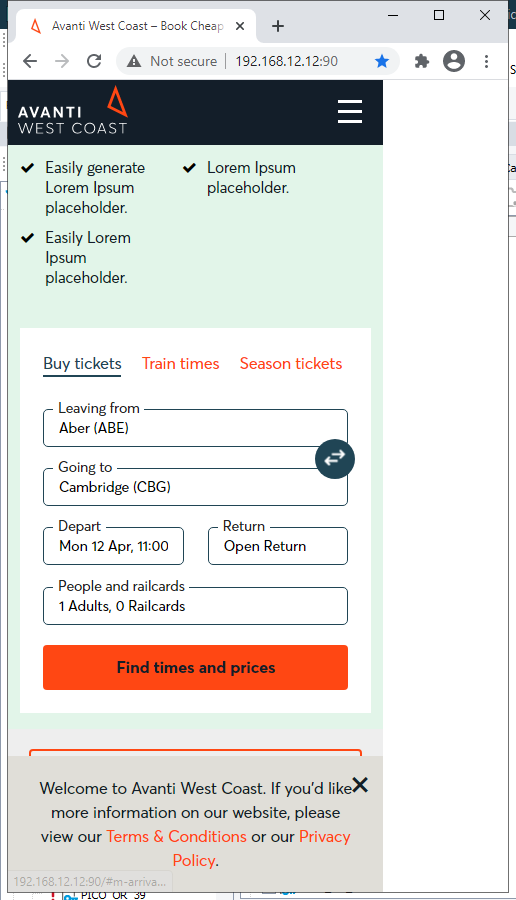 Avanti West Coast – Book Cheap
Not secure | 192.168.12.12:90
AVANTI
WEST COAST
Easily generate
Lorem Ipsum
placeholder.
Lorem Ipsum
placeholder.
Easily Lorem
Ipsum
placeholder.
Buy tickets Train times Season tickets
Leaving from
Aber (ABE)
Going to
Cambridge (CBG)
Depart
Mon 12 Apr, 11:00
Return
Open Return
People and railcards
1 Adults, 0 Railcards
Find times and prices
Welcome to Avanti West Coast. If you'd like
more information on our website, please
view our Terms & Conditions or our Privacy
Policy.
192.168.12.12:90/#m-arriva...
PICO_OR_39